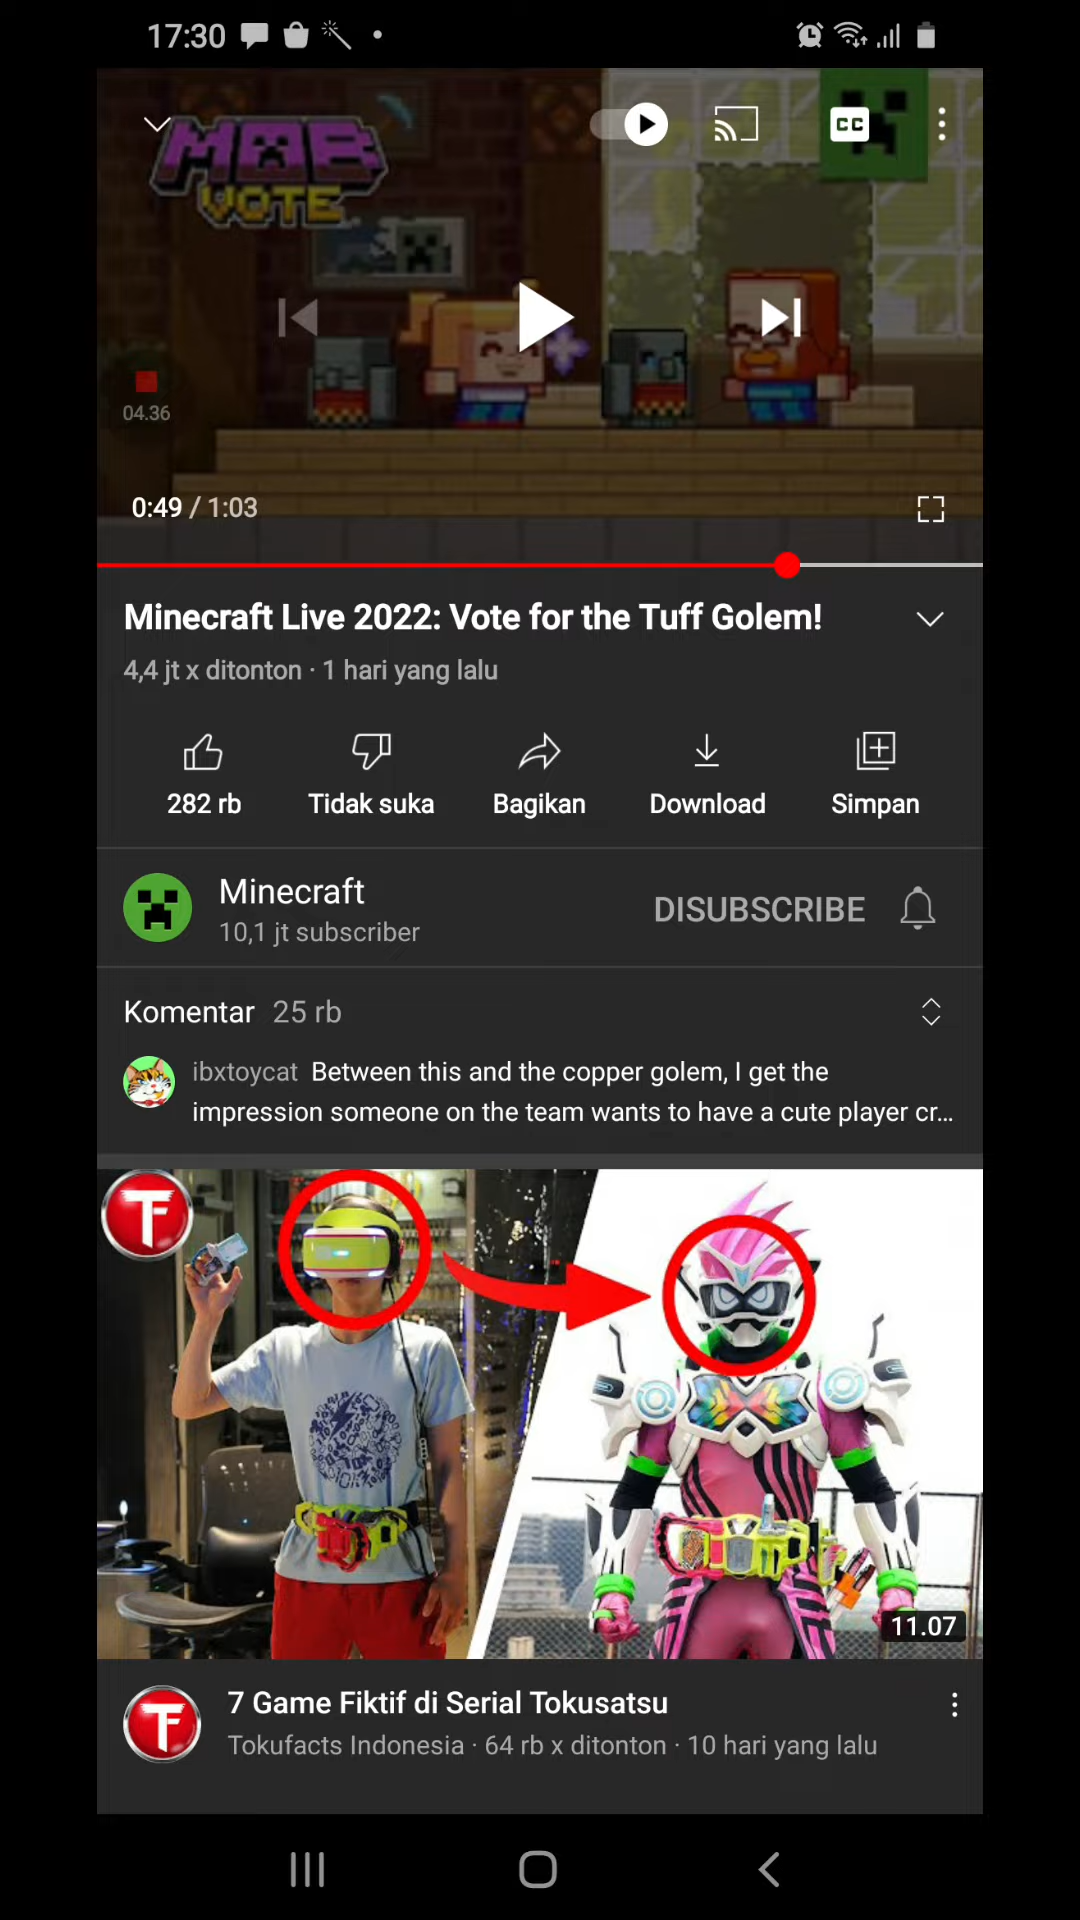 17:30
MOB
VOTE
CC
04.36
0:49 / 1:03
Minecraft Live 2022: Vote for the Tuff Golem!
4,4 jt x ditonton · 1 hari yang lalu
282 rb
Tidak suka
Bagikan
Download
Simpan
Minecraft
DISUBSCRIBE
10,1 jt subscriber
Komentar 25 rb
ibxtoycat Between this and the copper golem, I get the
impression someone on the team wants to have a cute player cr...
TF
11.07
TF
7 Game Fiktif di Serial Tokusatsu
Tokufacts Indonesia · 64 rb x ditonton · 10 hari yang lalu